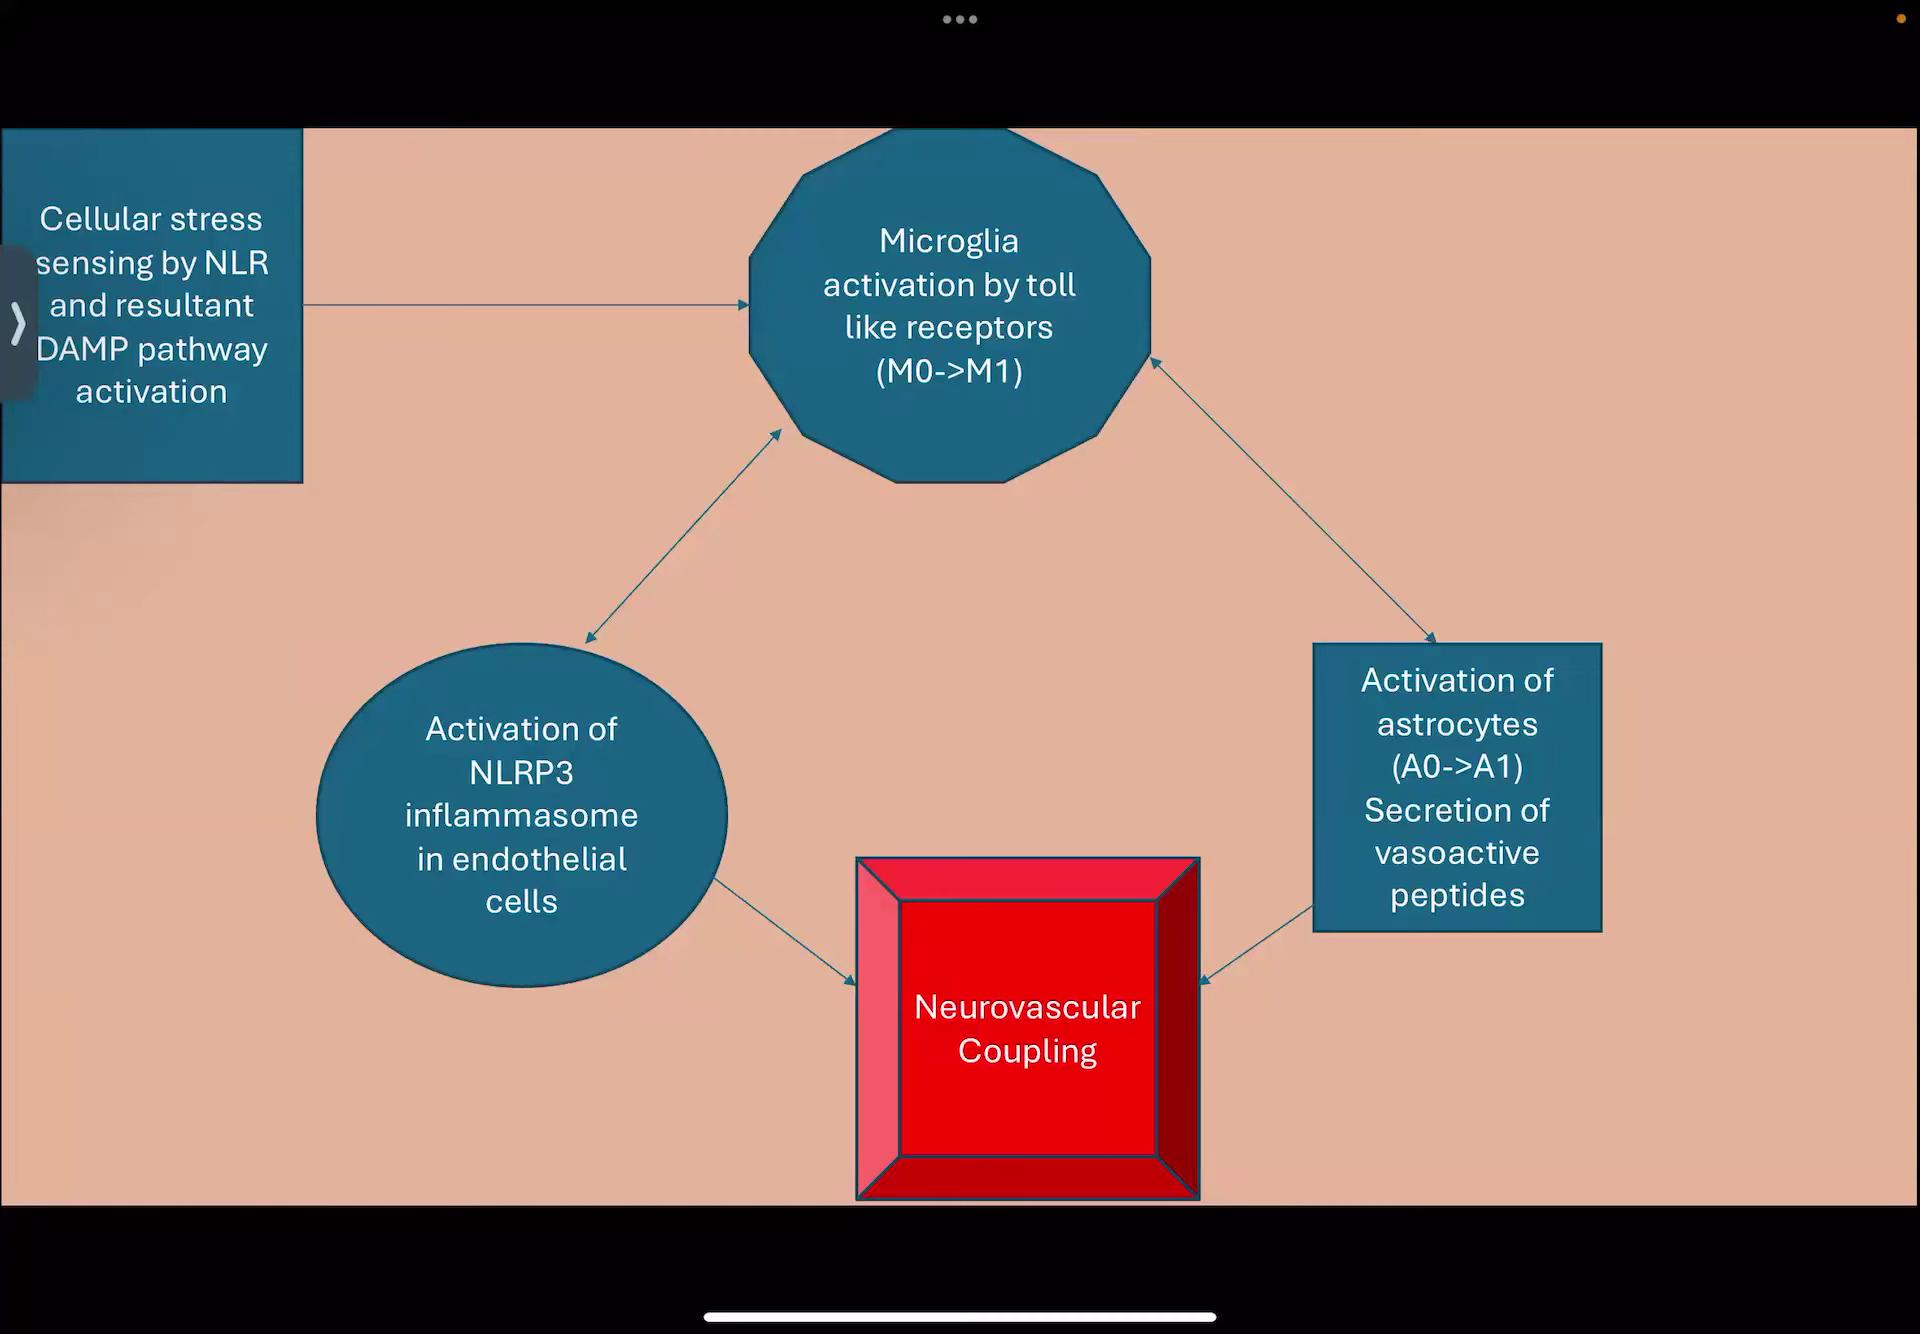 Cellular stress
sensing by NLR
and resultant
DAMP pathway
activation
Microglia
activation by toll
like receptors
(M0->M1)
Activation of
NLRP3
inflammasome
in endothelial
cells
Activation of
astrocytes
(A0->A1)
Secretion of
vasoactive
peptides
Neurovascular
Coupling